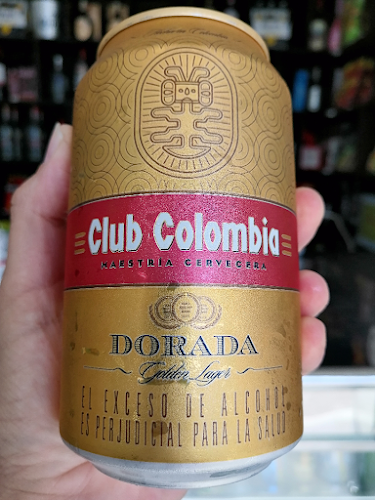 Club Colombia
MAESTRÍA CERVECERA
DORADA
Golden Lager
EL EXCESO DE ALCOHOL
ES PERJUDICIAL PARA LA SALUD